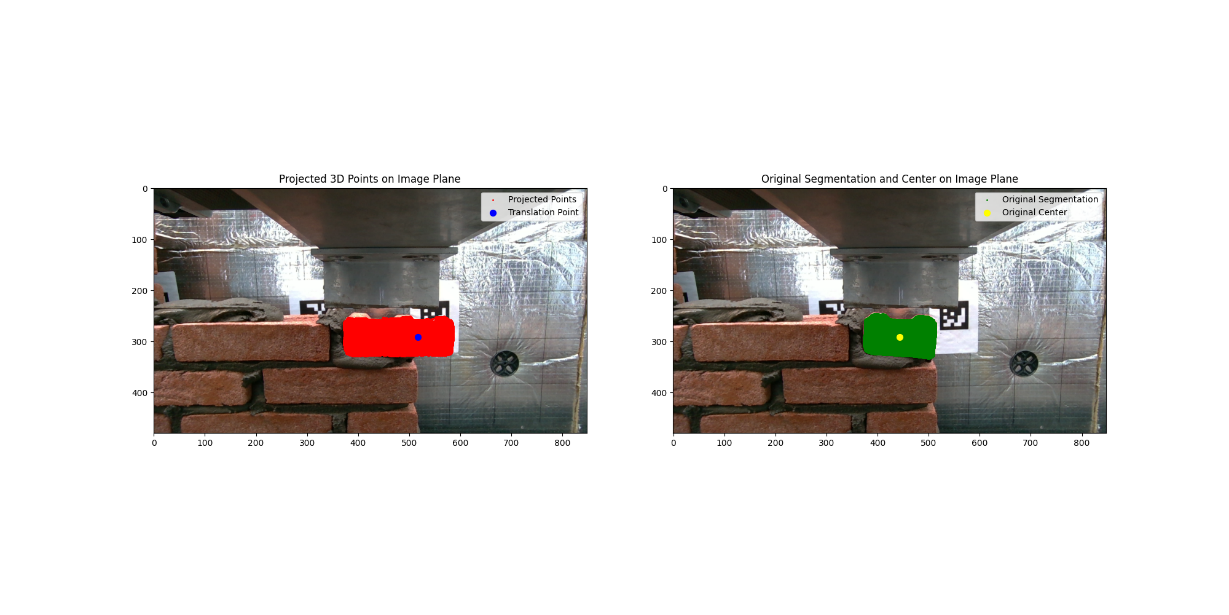 Projected 3D Points on Image Plane
Projected Points
Translation Point
0
100
200
300
400
0 100 200 300 400 500 600 700 800
Original Segmentation and Center on Image Plane
Original Segmentation
Original Center
0
100
200
300
400
0 100 200 300 400 500 600 700 800